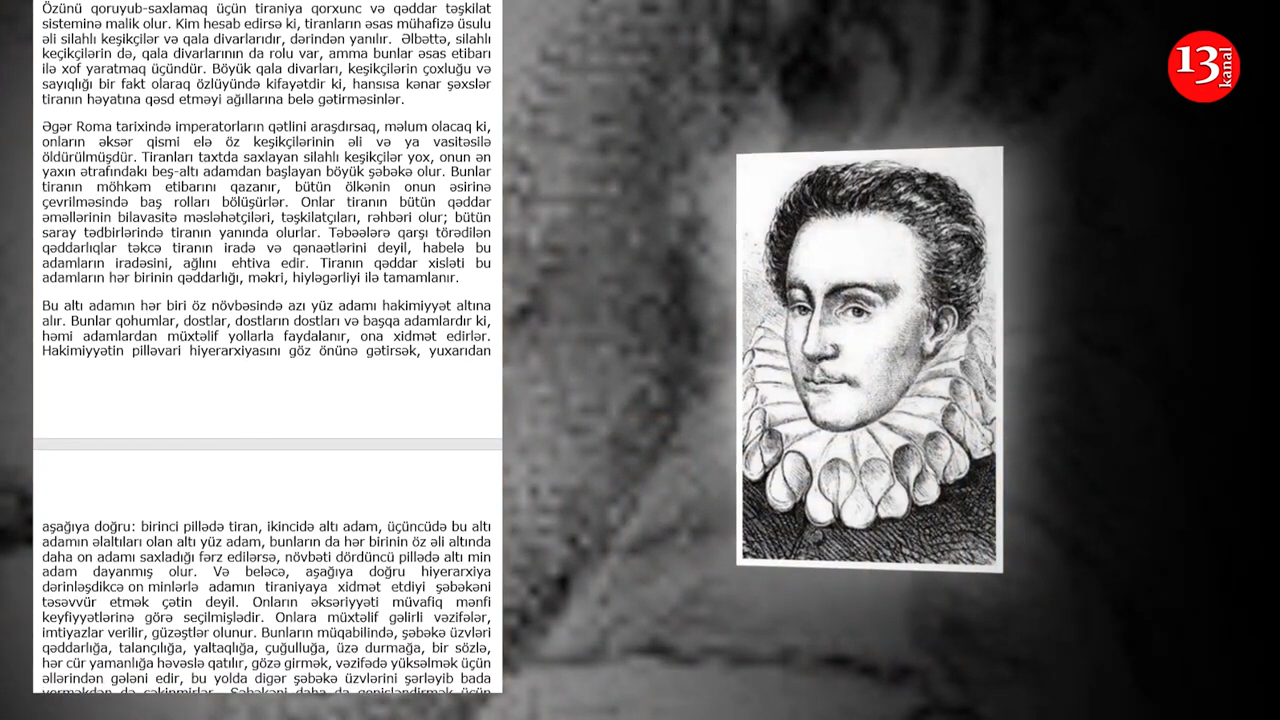 Özünü qoruyub-saxlamaq üçün tiraniya qorxunc və qəddar təşkilat
sisteminə malik olur. Kim hesab edirsə ki, tiranların əsas mühafizə üsulu
əli silahlı keşikçilər və qala divarlarıdır, dərindən yanılır. Əlbəttə, silahlı
keçikçilərin də, qala divarlarının da rolu var, amma bunlar əsas etibarı
ilə xof yaratmaq üçündür. Böyük qala divarları, keşikçilərin çoxluğu və
sayıqlığı bir fakt olaraq özlüyündə kifayətdir ki, hansısa kənar şəxslər
tiranın həyatına qəsd etməyi ağıllarına belə gətirməsinlər.
Əgər Roma tarixində imperatorların qətlini araşdırsaq, məlum olacaq ki,
onların əksər qismi elə öz keşikçilərinin əli və ya vasitəsilə
öldürülmüşdür. Tiranları taxtda saxlayan silahlı keşikçilər yox, onun ən
yaxın ətrafındakı beş-altı adamdan başlayan böyük şəbəkə olur. Bunlar
tiranın möhkəm etibarını qazanır, bütün ölkənin onun əsirinə
çevrilməsində baş rolları bölüşürlər. Onlar tiranın bütün qəddar
əməllərinin bilavasitə məsləhətçiləri, təşkilatçıları, rəhbəri olur; bütün
saray tədbirlərində tiranın yanında olurlar. Təbəələrə qarşı törədilən
qəddarlıqlar təkcə tiranın iradə və qənaətlərini deyil, habelə bu
adamların iradəsini, ağlını ehtiva edir. Tiranın qəddar xisləti bu
adamların hər birinin qəddarlığı, məkri, hiyləgərliyi ilə tamamlanır.
Bu altı adamın hər biri öz növbəsində azı yüz adamı hakimiyyət altına
alır. Bunlar qohumlar, dostlar, dostların dostları və başqa adamlardır ki,
həmi adamlardan müxtəlif yollarla faydalanır, ona xidmət edirlər.
Hakimiyyətin pilləvari hiyerarxiyasını göz önünə gətirsək, yuxarıdan
aşağıya doğru: birinci pillədə tiran, ikincidə altı adam, üçüncüdə bu altı
adamın əlaltıları olan altı yüz adam, bunların da hər birinin öz əli altında
daha on adamı saxladığı fərz edilərsə, növbəti dördüncü pillədə altı min
adam dayanmış olur. Və beləcə, aşağıya doğru hiyerarxiya
dərinləşdikcə on minlərlə adamın tiraniyaya xidmət etdiyi şəbəkəni
təsəvvür etmək çətin deyil. Onların əksəriyyəti müvafiq mənfi
keyfiyyətlərinə görə seçilmişlədir. Onlara müxtəlif gəlirli vəzifələr,
imtiyazlar verilir, güzəştlər olunur. Bunların müqabilində, şəbəkə üzvləri
qəddarlığa, talançılığa, yaltaqlığa, çuğulluğa, üzə durmağa, bir sözlə,
hər cür yamanlığa həvəslə qatılır, gözə girmək, vəzifədə yüksəlmək üçün
əllərindən gələni edir, bu yolda digər şəbəkə üzvlərini şərləyib bada
verməkdən də çəkinmirlər. Şəbəkəni daha da genişləndirmək üçün
13 kanal